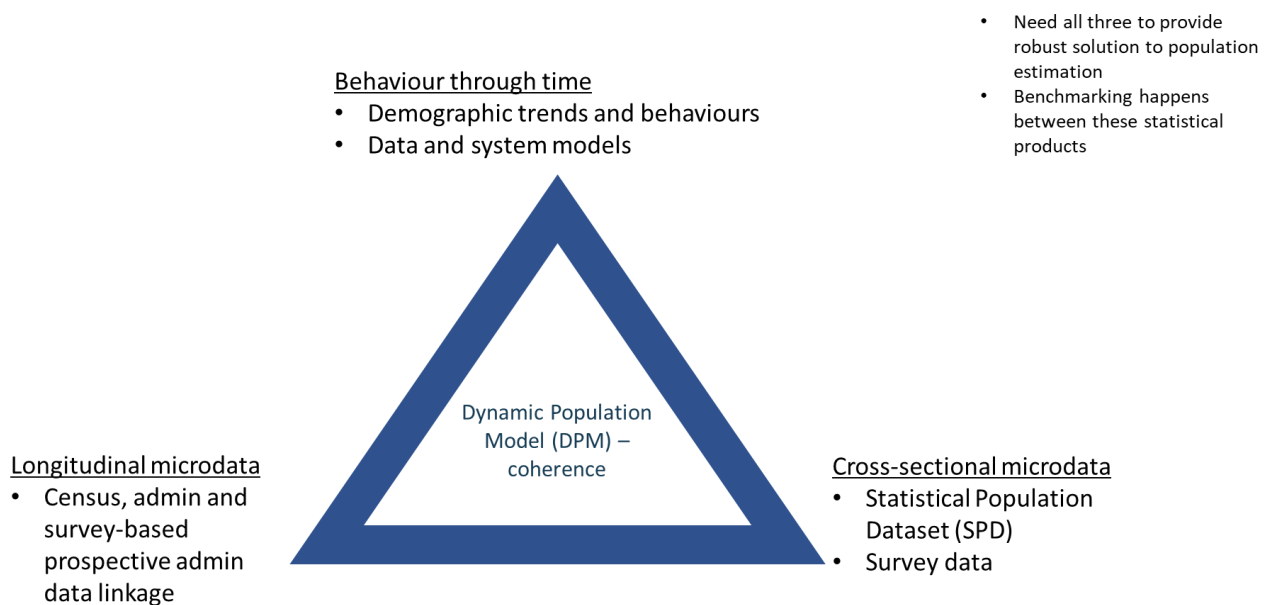 • Need all three to provide
robust solution to population
estimation
• Benchmarking happens
between these statistical
products
Behaviour through time
• Demographic trends and behaviours
• Data and system models
Dynamic Population
Model (DPM) –
coherence
Longitudinal microdata
• Census, admin and
survey-based
prospective admin
data linkage
Cross-sectional microdata
• Statistical Population
Dataset (SPD)
• Survey data